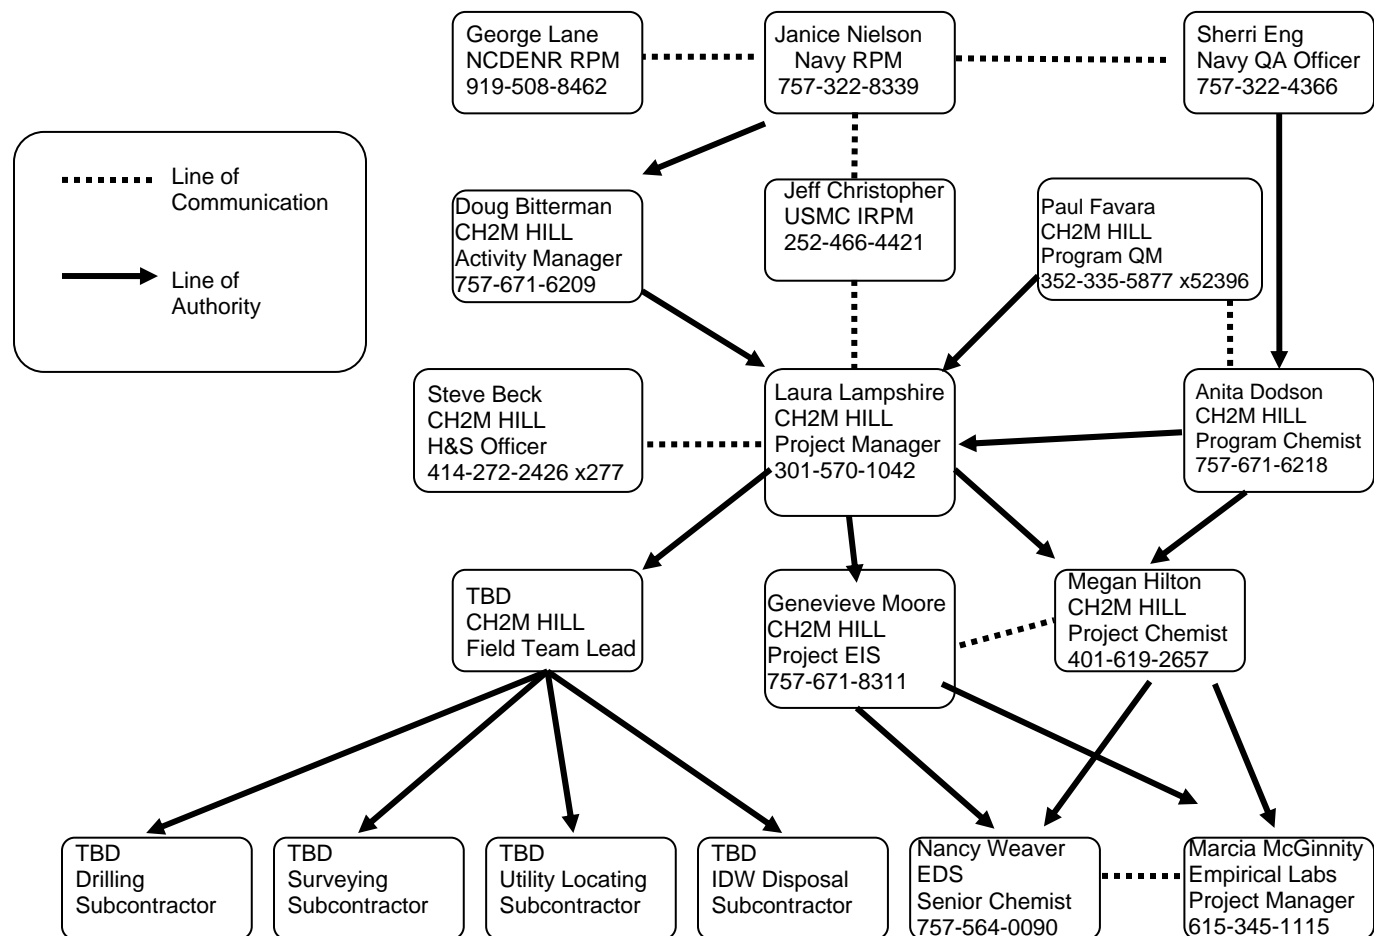 George Lane
NCDENR RPM
919-508-8462
Janice Nielson
Navy RPM
757-322-8339
Sherri Eng
Navy QA Officer
757-322-4366
Line of
Communication
Line of
Authority
Doug Bitterman
CH2M HILL
Activity Manager
757-671-6209
Jeff Christopher
USMC IRPM
252-466-4421
Paul Favara
CH2M HILL
Program QM
352-335-5877 x52396
Steve Beck
CH2M HILL
H&S Officer
414-272-2426 x277
Laura Lampshire
CH2M HILL
Project Manager
301-570-1042
Anita Dodson
CH2M HILL
Program Chemist
757-671-6218
TBD
CH2M HILL
Field Team Lead
Genevieve Moore
CH2M HILL
Project EIS
757-671-8311
Megan Hilton
CH2M HILL
Project Chemist
401-619-2657
TBD
Drilling
Subcontractor
TBD
Surveying
Subcontractor
TBD
Utility Locating
Subcontractor
TBD
IDW Disposal
Subcontractor
Nancy Weaver
EDS
Senior Chemist
757-564-0090
Marcia McGinnity
Empirical Labs
Project Manager
615-345-1115